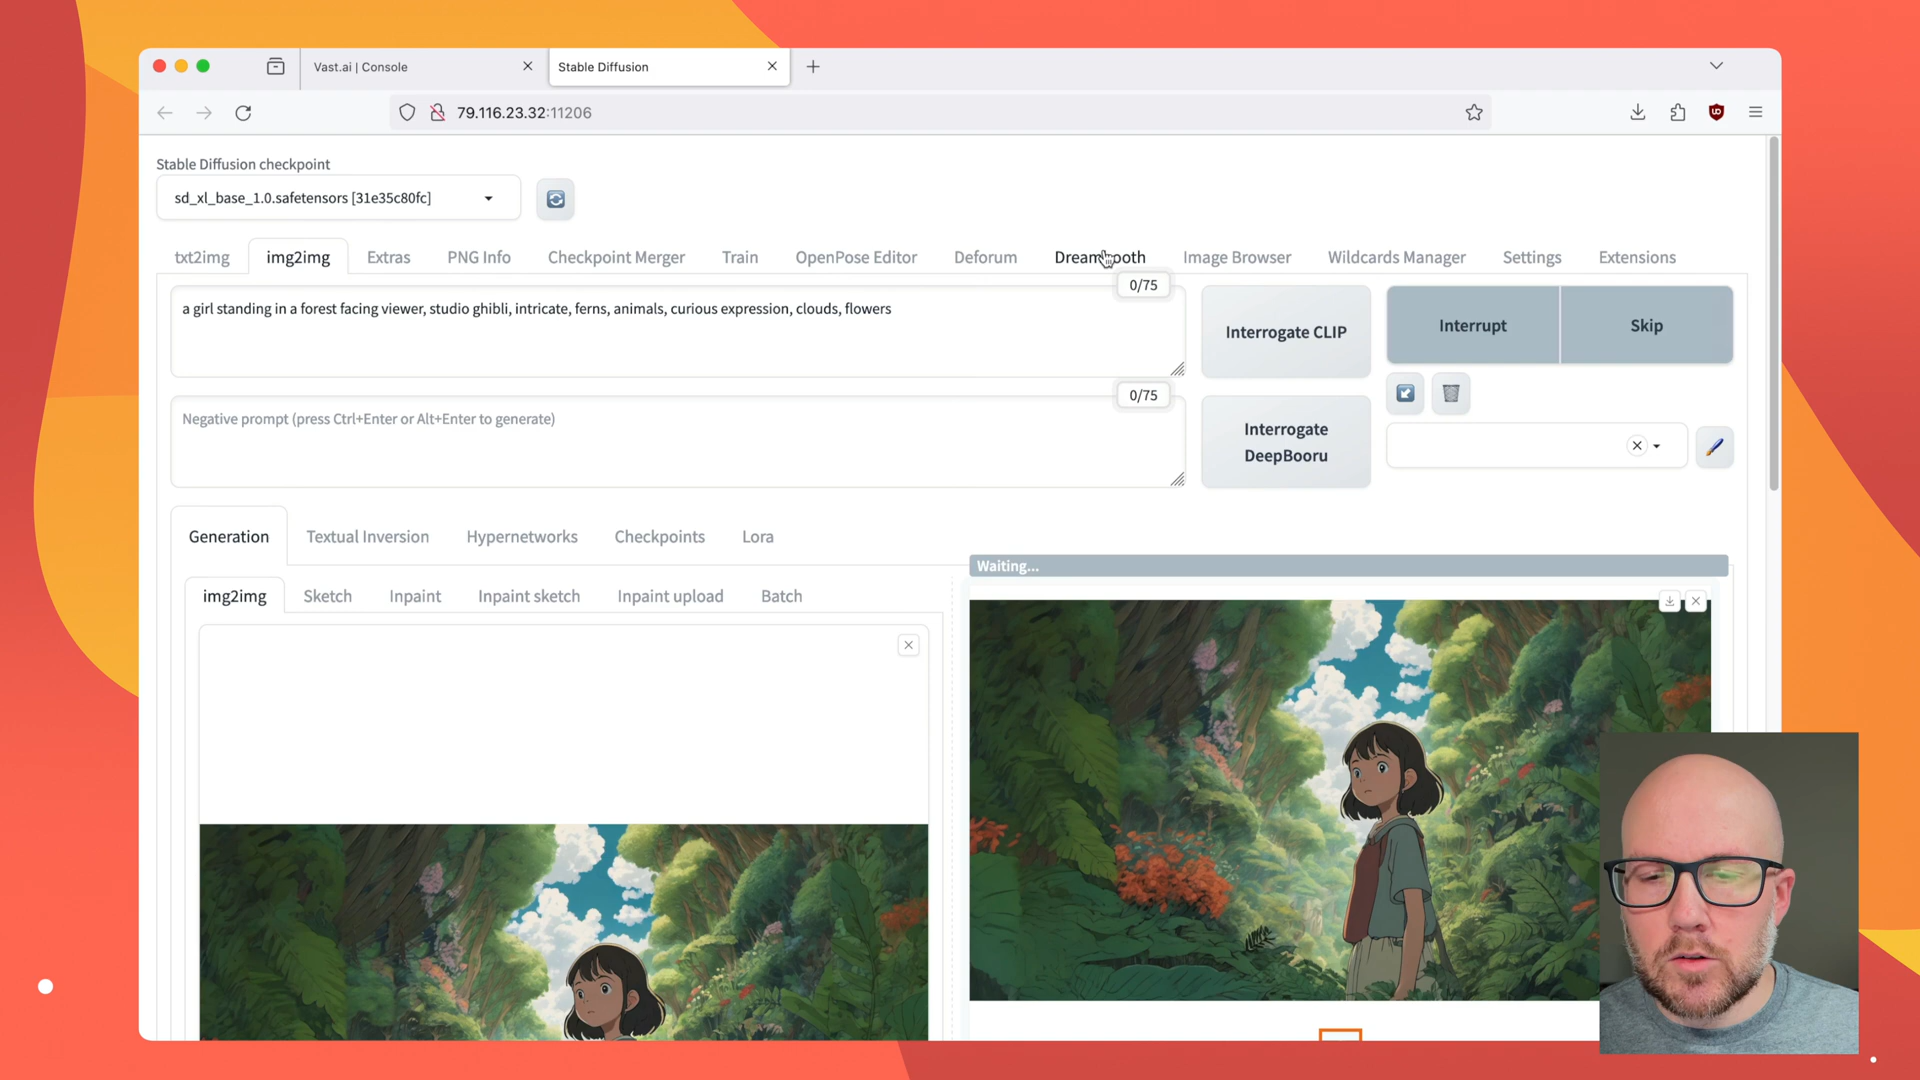 Vast.ai | Console
Stable Diffusion
79.116.23.32:11206
Stable Diffusion checkpoint
sd_xl_base_1.0.safetensors [31e35c80fc]
txt2img
img2img
Extras
PNG Info
Checkpoint Merger
Train
OpenPose Editor
Deforum
Dreambooth
Image Browser
Wildcards Manager
Settings
Extensions
0/75
a girl standing in a forest facing viewer, studio ghibli, intricate, ferns, animals, curious expression, clouds, flowers
Interrogate CLIP
Interrupt
Skip
0/75
Negative prompt (press Ctrl+Enter or Alt+Enter to generate)
Interrogate
DeepBooru
Generation
Textual Inversion
Hypernetworks
Checkpoints
Lora
Waiting...
img2img
Sketch
Inpaint
Inpaint sketch
Inpaint upload
Batch